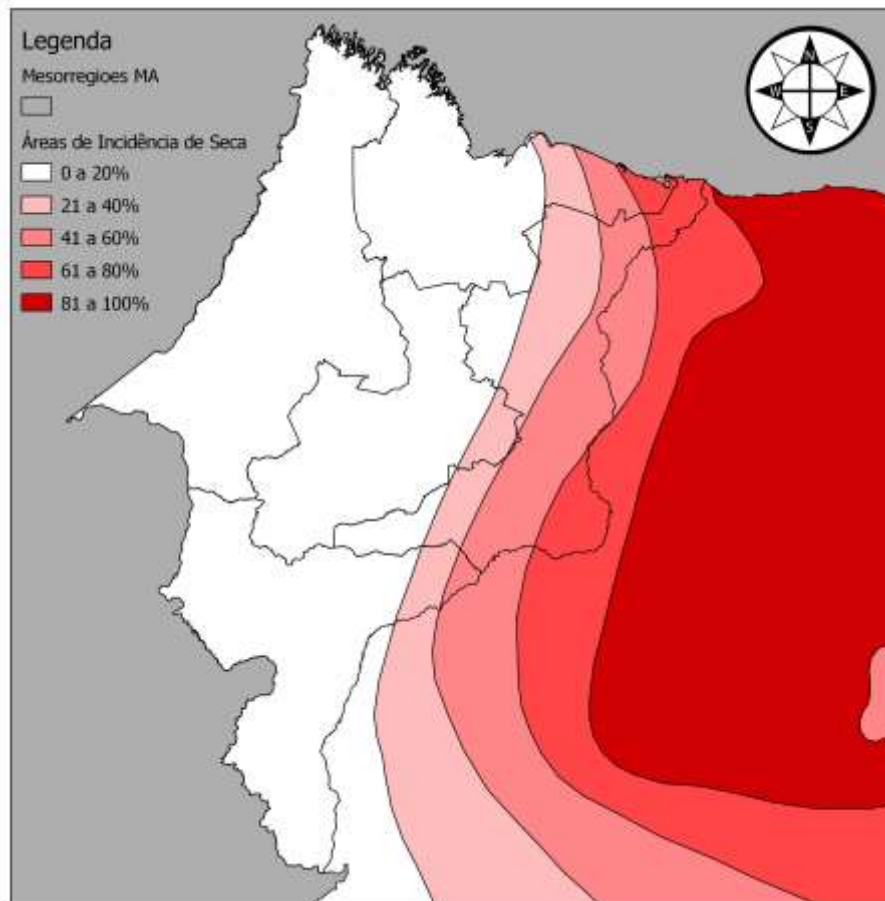 Legenda
Mesorregioes MA
Áreas de Incidência de Seca
0 a 20%
21 a 40%
41 a 60%
61 a 80%
81 a 100%
N
W E
S